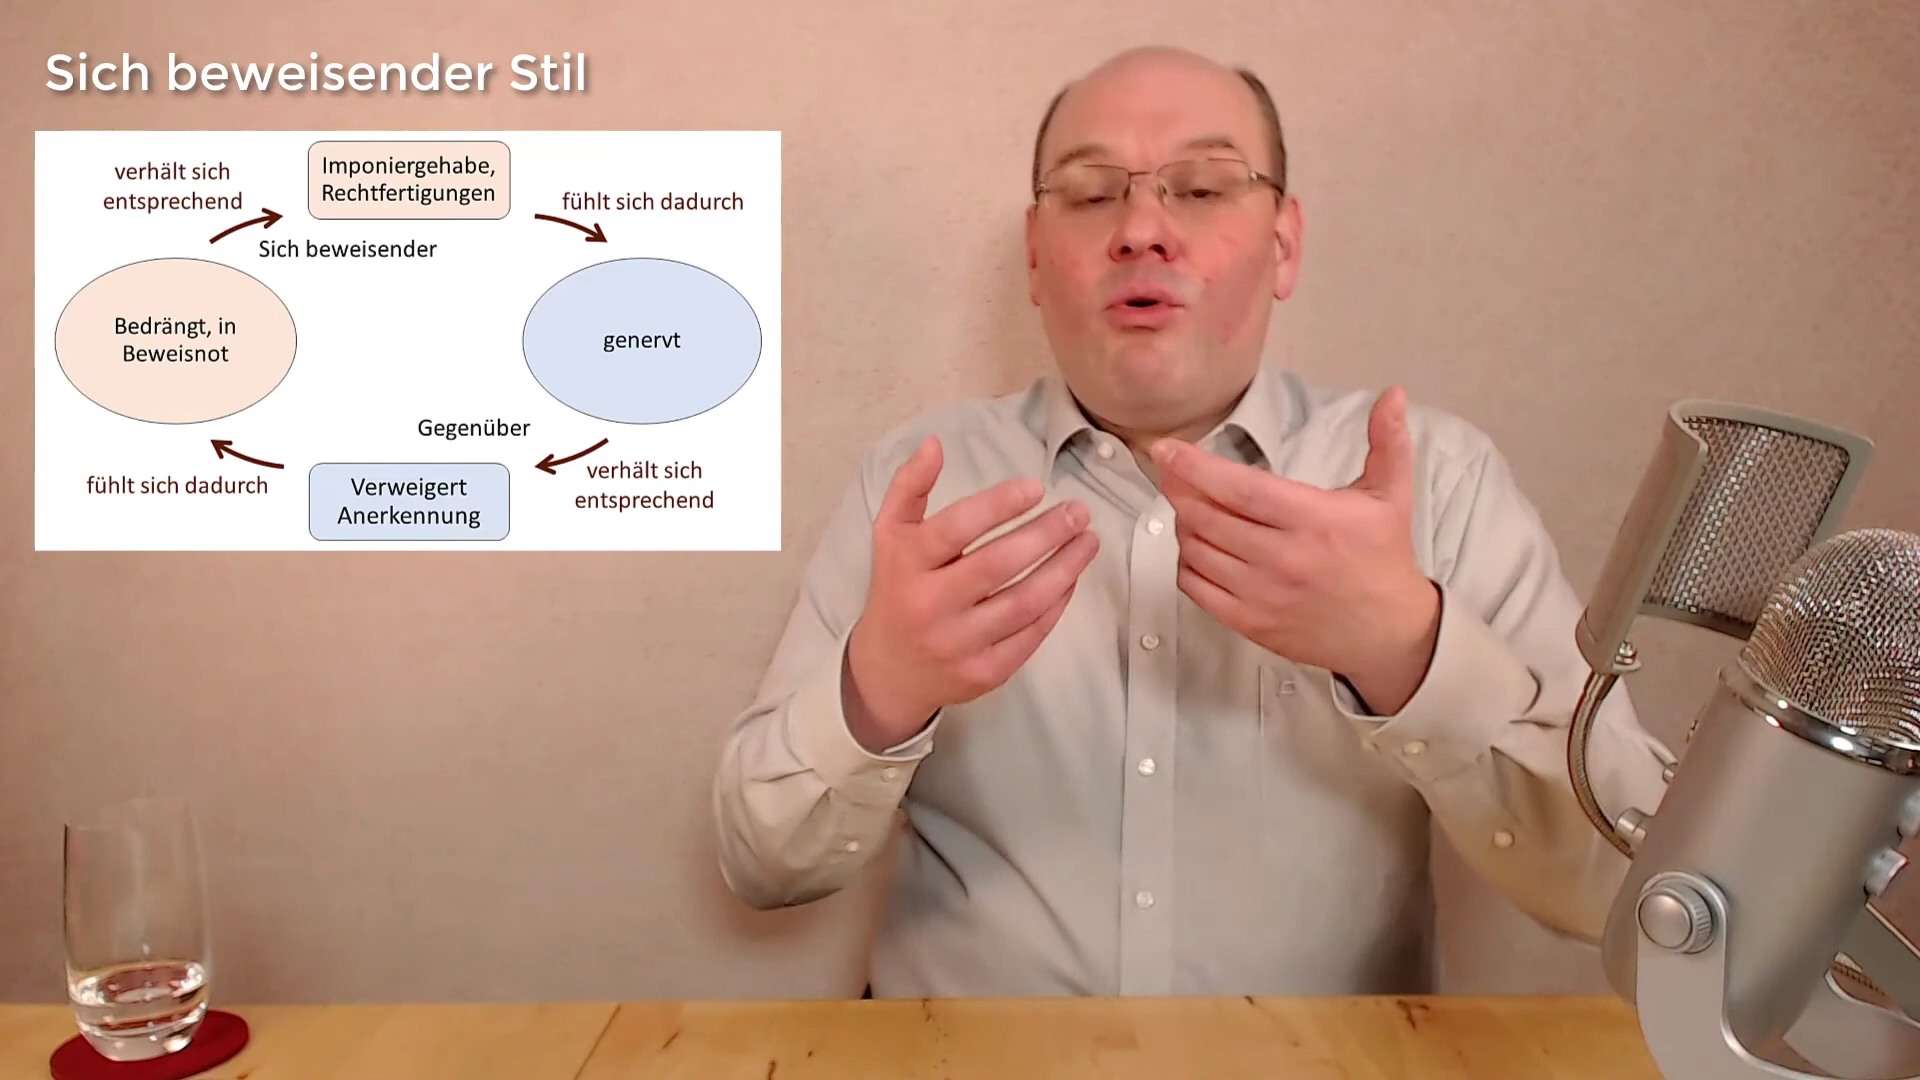 Sich beweisender Stil
verhält sich
entsprechend
Imponiergehabe,
Rechtfertigungen
fühlt sich dadurch
Sich beweisender
Bedrängt, in
Beweisnot
genervt
Gegenüber
fühlt sich dadurch
Verweigert
Anerkennung
verhält sich
entsprechend